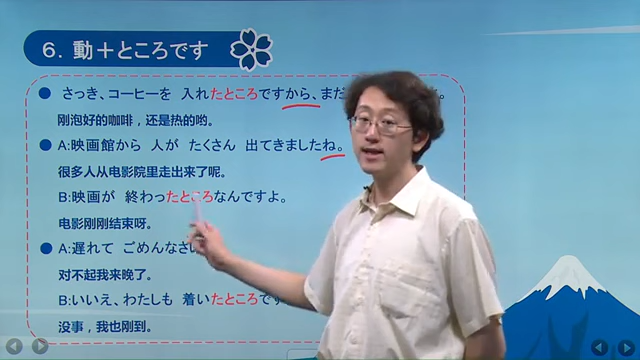 6. 動＋ところです
● さっき、コーヒーを 入れたところですから、まだ
刚泡好的咖啡，还是热的哟。
● A:映画館から 人が たくさん 出てきましたね。
很多人从电影院里走出来了呢。
B:映画が 終わったところなんですよ。
电影刚刚结束呀。
● A:遅れて ごめんなさい
对不起我来晚了。
B:いいえ、わたしも 着いたところです
没事，我也刚到。